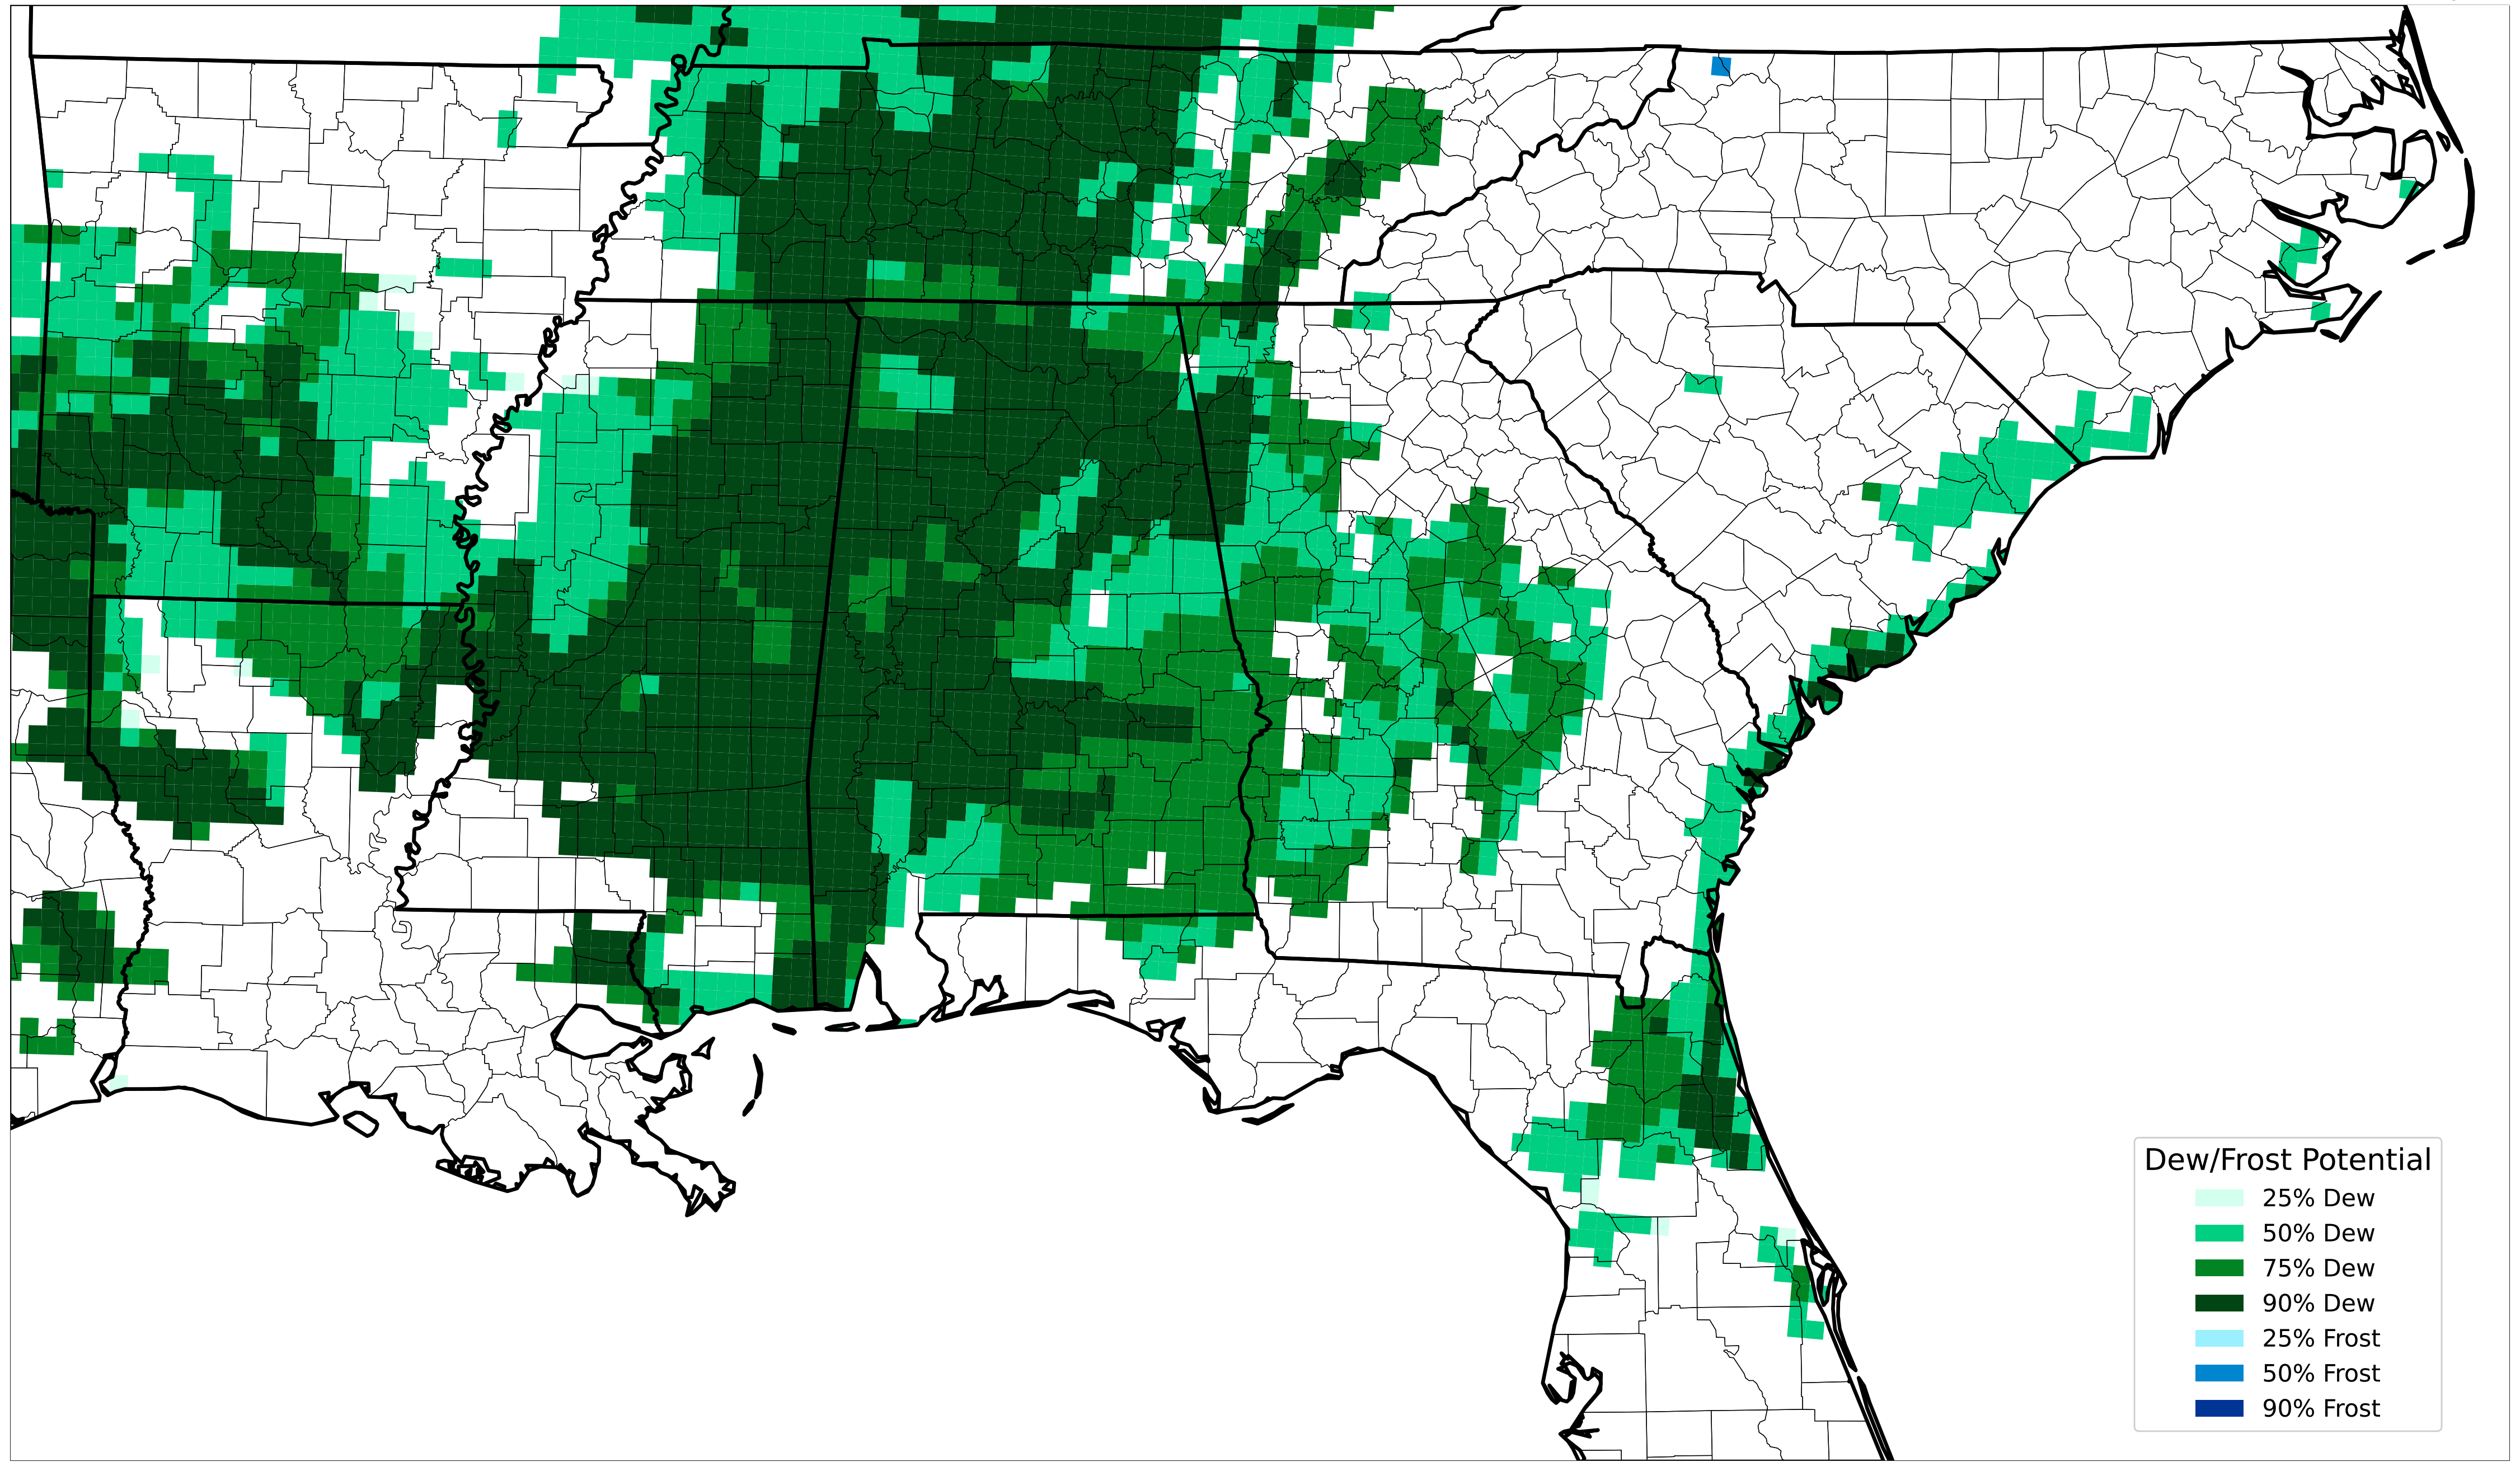 Dew/Frost Potential
25% Dew
50% Dew
75% Dew
90% Dew
25% Frost
50% Frost
90% Frost